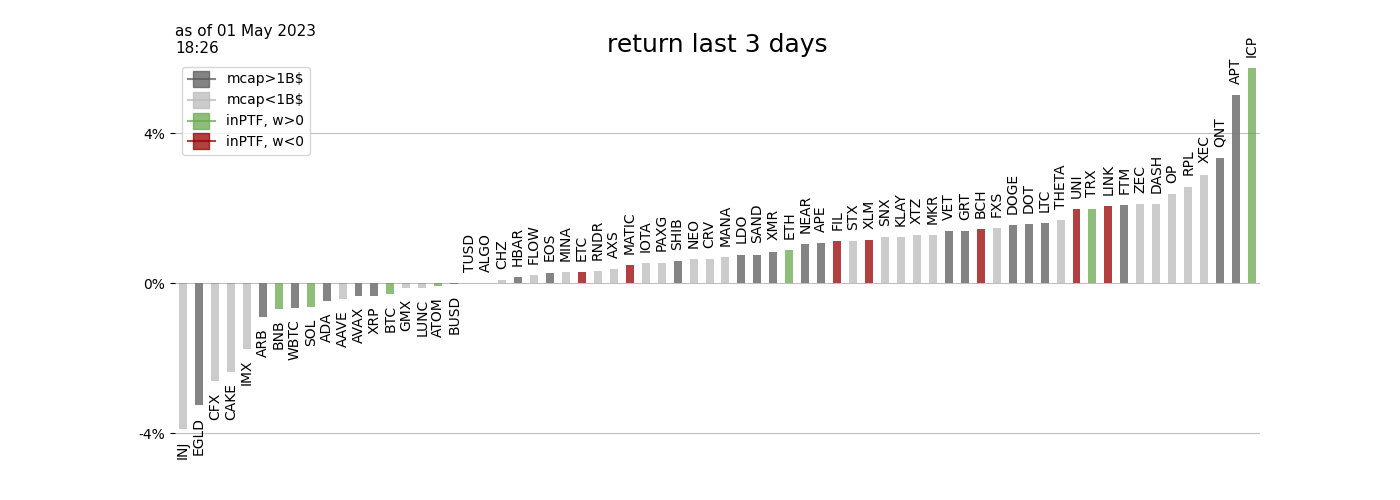 as of 01 May 2023
18:26
return last 3 days
mcap>1B$
mcap<1B$
inPTF, w>0
inPTF, w<0
4%
0%
-4%
INJ
EGLD
CFX
CAKE
IMX
ARB
BNB
WBTC
SOL
ADA
AAVE
AVAX
XRP
BTC
GMX
LUNC
ATOM
BUSD
TUSD
ALGO
CHZ
HBAR
FLOW
EOS
MINA
ETC
RNDR
AXS
MATIC
IOTA
PAXG
SHIB
NEO
CRV
MANA
LDO
SAND
XMR
ETH
NEAR
APE
FIL
STX
XLM
SNX
KLAY
XTZ
MKR
VET
GRT
BCH
FXS
DOGE
DOT
LTC
THETA
UNI
TRX
LINK
FTM
ZEC
DASH
OP
RPL
XEC
QNT
APT
ICP